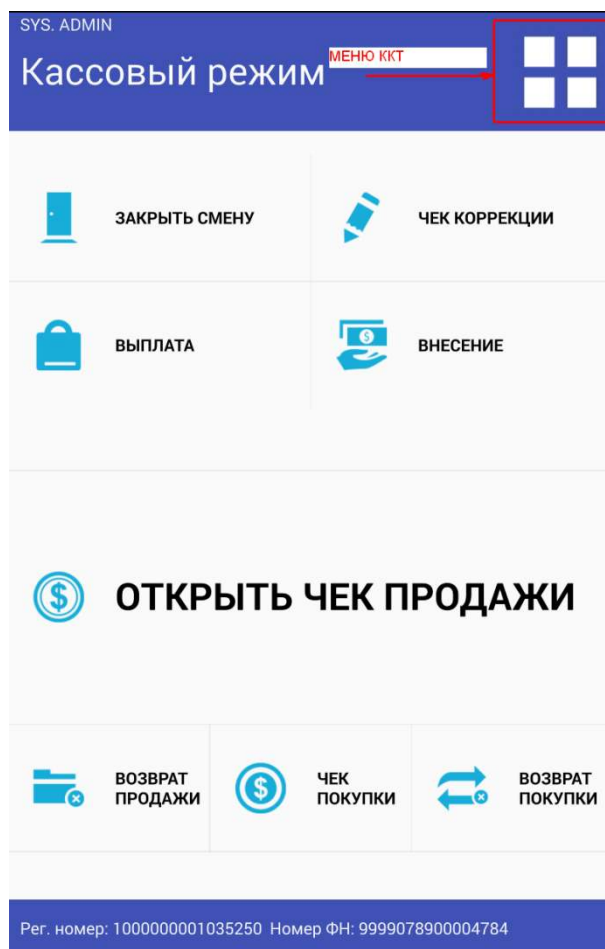 SYS. ADMIN
Кассовый режим
МЕНЮ ККТ
ЗАКРЫТЬ СМЕНУ
ЧЕК КОРРЕКЦИИ
ВЫПЛАТА
ВНЕСЕНИЕ
ОТКРЫТЬ ЧЕК ПРОДАЖИ
ВОЗВРАТ
ПРОДАЖИ
ЧЕК
ПОКУПКИ
ВОЗВРАТ
ПОКУПКИ
Рег. номер: 1000000001035250 Номер ФН: 9999078900004784